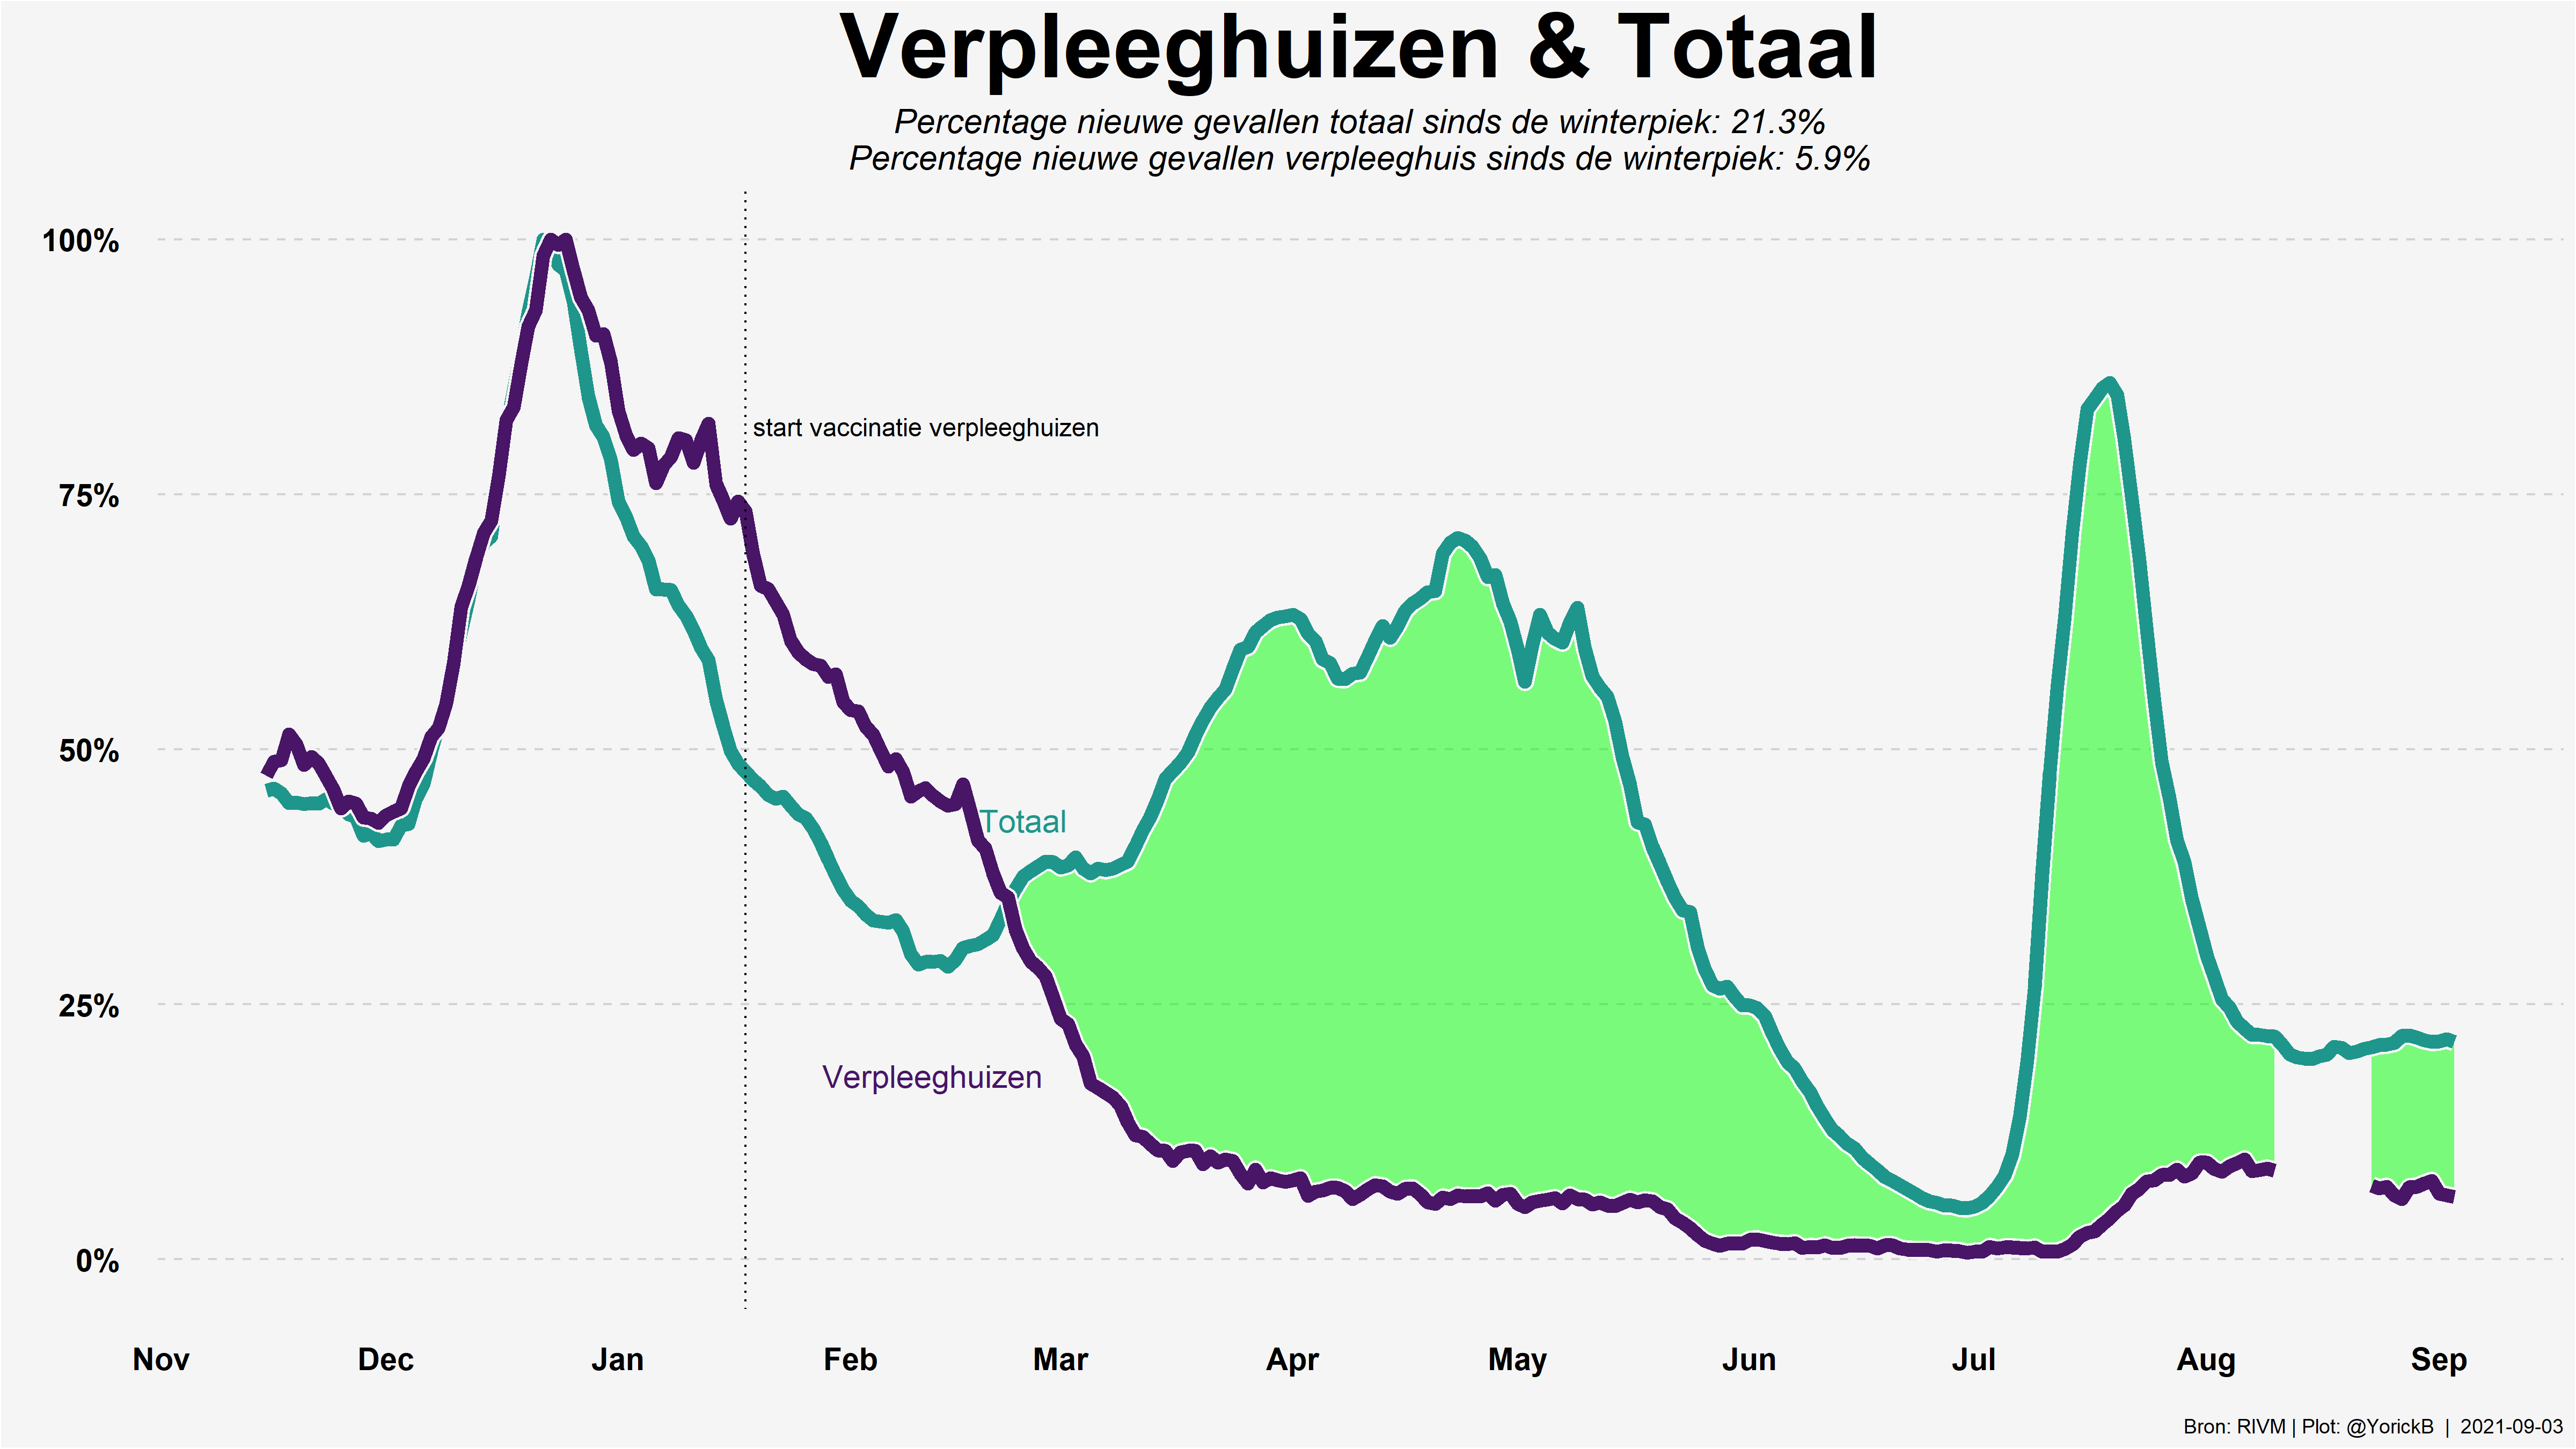 Verpleeghuizen & Totaal
Percentage nieuwe gevallen totaal sinds de winterpiek: 21.3%
Percentage nieuwe gevallen verpleeghuis sinds de winterpiek: 5.9%
100%
start vaccinatie verpleeghuizen
75%
50%
Totaal
25%
Verpleeghuizen
0%
Nov Dec Jan Feb Mar Apr May Jun Jul Aug Sep
Bron: RIVM | Plot: @YorickB | 2021-09-03